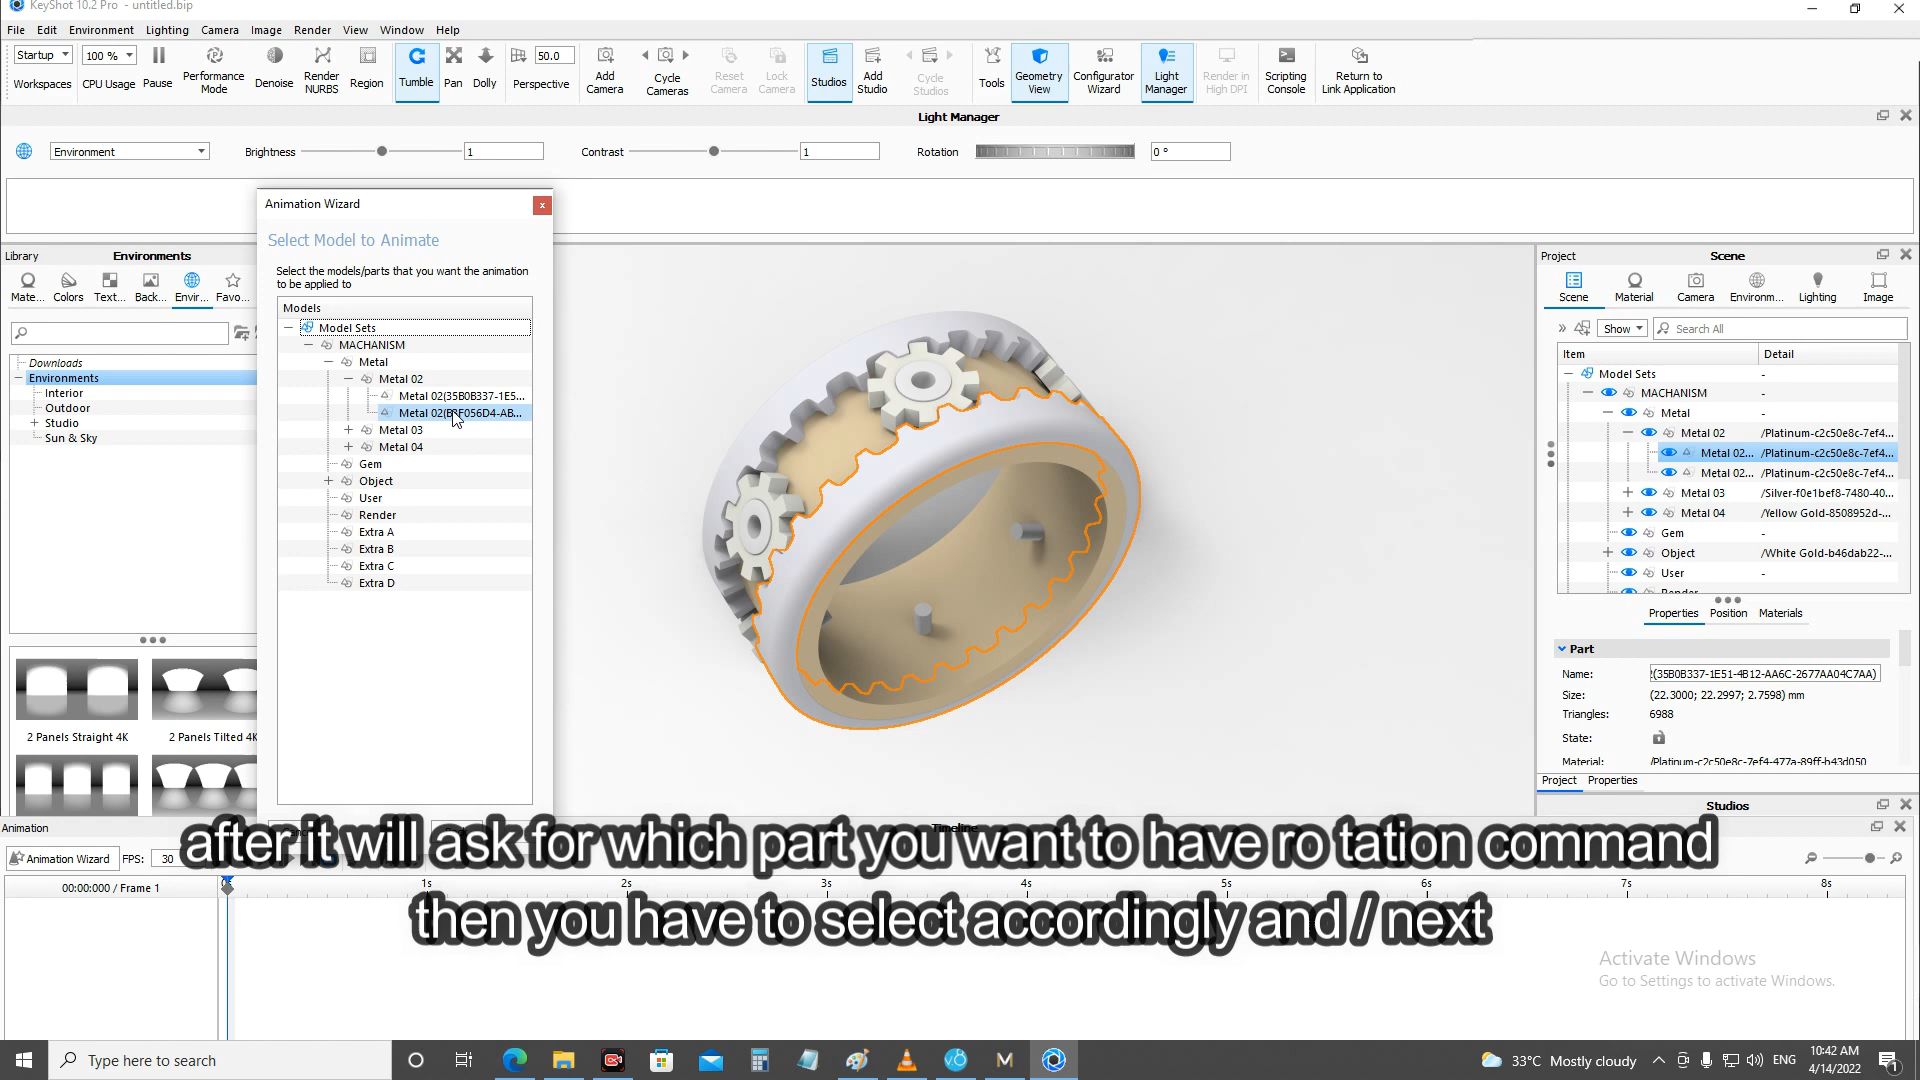 KeyShot 10.2 Pro - untitled.bip
File Edit Environment Lighting Camera Image Render View Window Help
Startup 100 % 50.0
Workspaces CPU Usage Pause Performance Mode Denoise Render NURBS Region Tumble Pan Dolly Perspective Add Camera Cycle Cameras Reset Camera Lock Camera Studios Add Studio Cycle Studios Tools Geometry View Configurator Wizard Light Manager Render in High DPI Scripting Console Return to Link Application
Light Manager
Environment Brightness 1 Contrast 1 Rotation 0 °
Animation Wizard
Select Model to Animate
Select the models/parts that you want the animation
to be applied to
Models
Model Sets
MACHANISM
Metal
Metal 02
Metal 02(35B0B337-1E5...
Metal 02(B8F056D4-AB...
Metal 03
Metal 04
Gem
Object
User
Render
Extra A
Extra B
Extra C
Extra D
Library Environments
Mate... Colors Text... Back... Envir... Favo...
Downloads
Environments
Interior
Outdoor
Studio
Sun & Sky
2 Panels Straight 4K 2 Panels Tilted 4K
Project Scene
Scene Material Camera Environm... Lighting Image
Show Search All
Item Detail
Model Sets -
MACHANISM -
Metal -
Metal 02 /Platinum-c2c50e8c-7ef4...
Metal 02... /Platinum-c2c50e8c-7ef4...
Metal 02... /Platinum-c2c50e8c-7ef4...
Metal 03 /Silver-f0e1bef8-7480-40...
Metal 04 /Yellow Gold-8508952d-...
Gem -
Object /White Gold-b46dab22-...
User -
Render
Properties Position Materials
Part
Name: (35B0B337-1E51-4B12-AA6C-2677AA04C7AA)
Size: (22.3000; 22.2997; 2.7598) mm
Triangles: 6988
State:
Material: /Platinum-c2c50e8c-7ef4-477a-89ff-b43d050
Project Properties
Studios
Animation Timeline
Animation Wizard FPS: 30
00:00:000 / Frame 1 1s 2s 3s 4s 5s 6s 7s 8s
after it will ask for which part you want to have ro tation command
then you have to select accordingly and / next
Activate Windows
Go to Settings to activate Windows.
Type here to search
33°C Mostly cloudy ENG 10:42 AM
4/14/2022
1